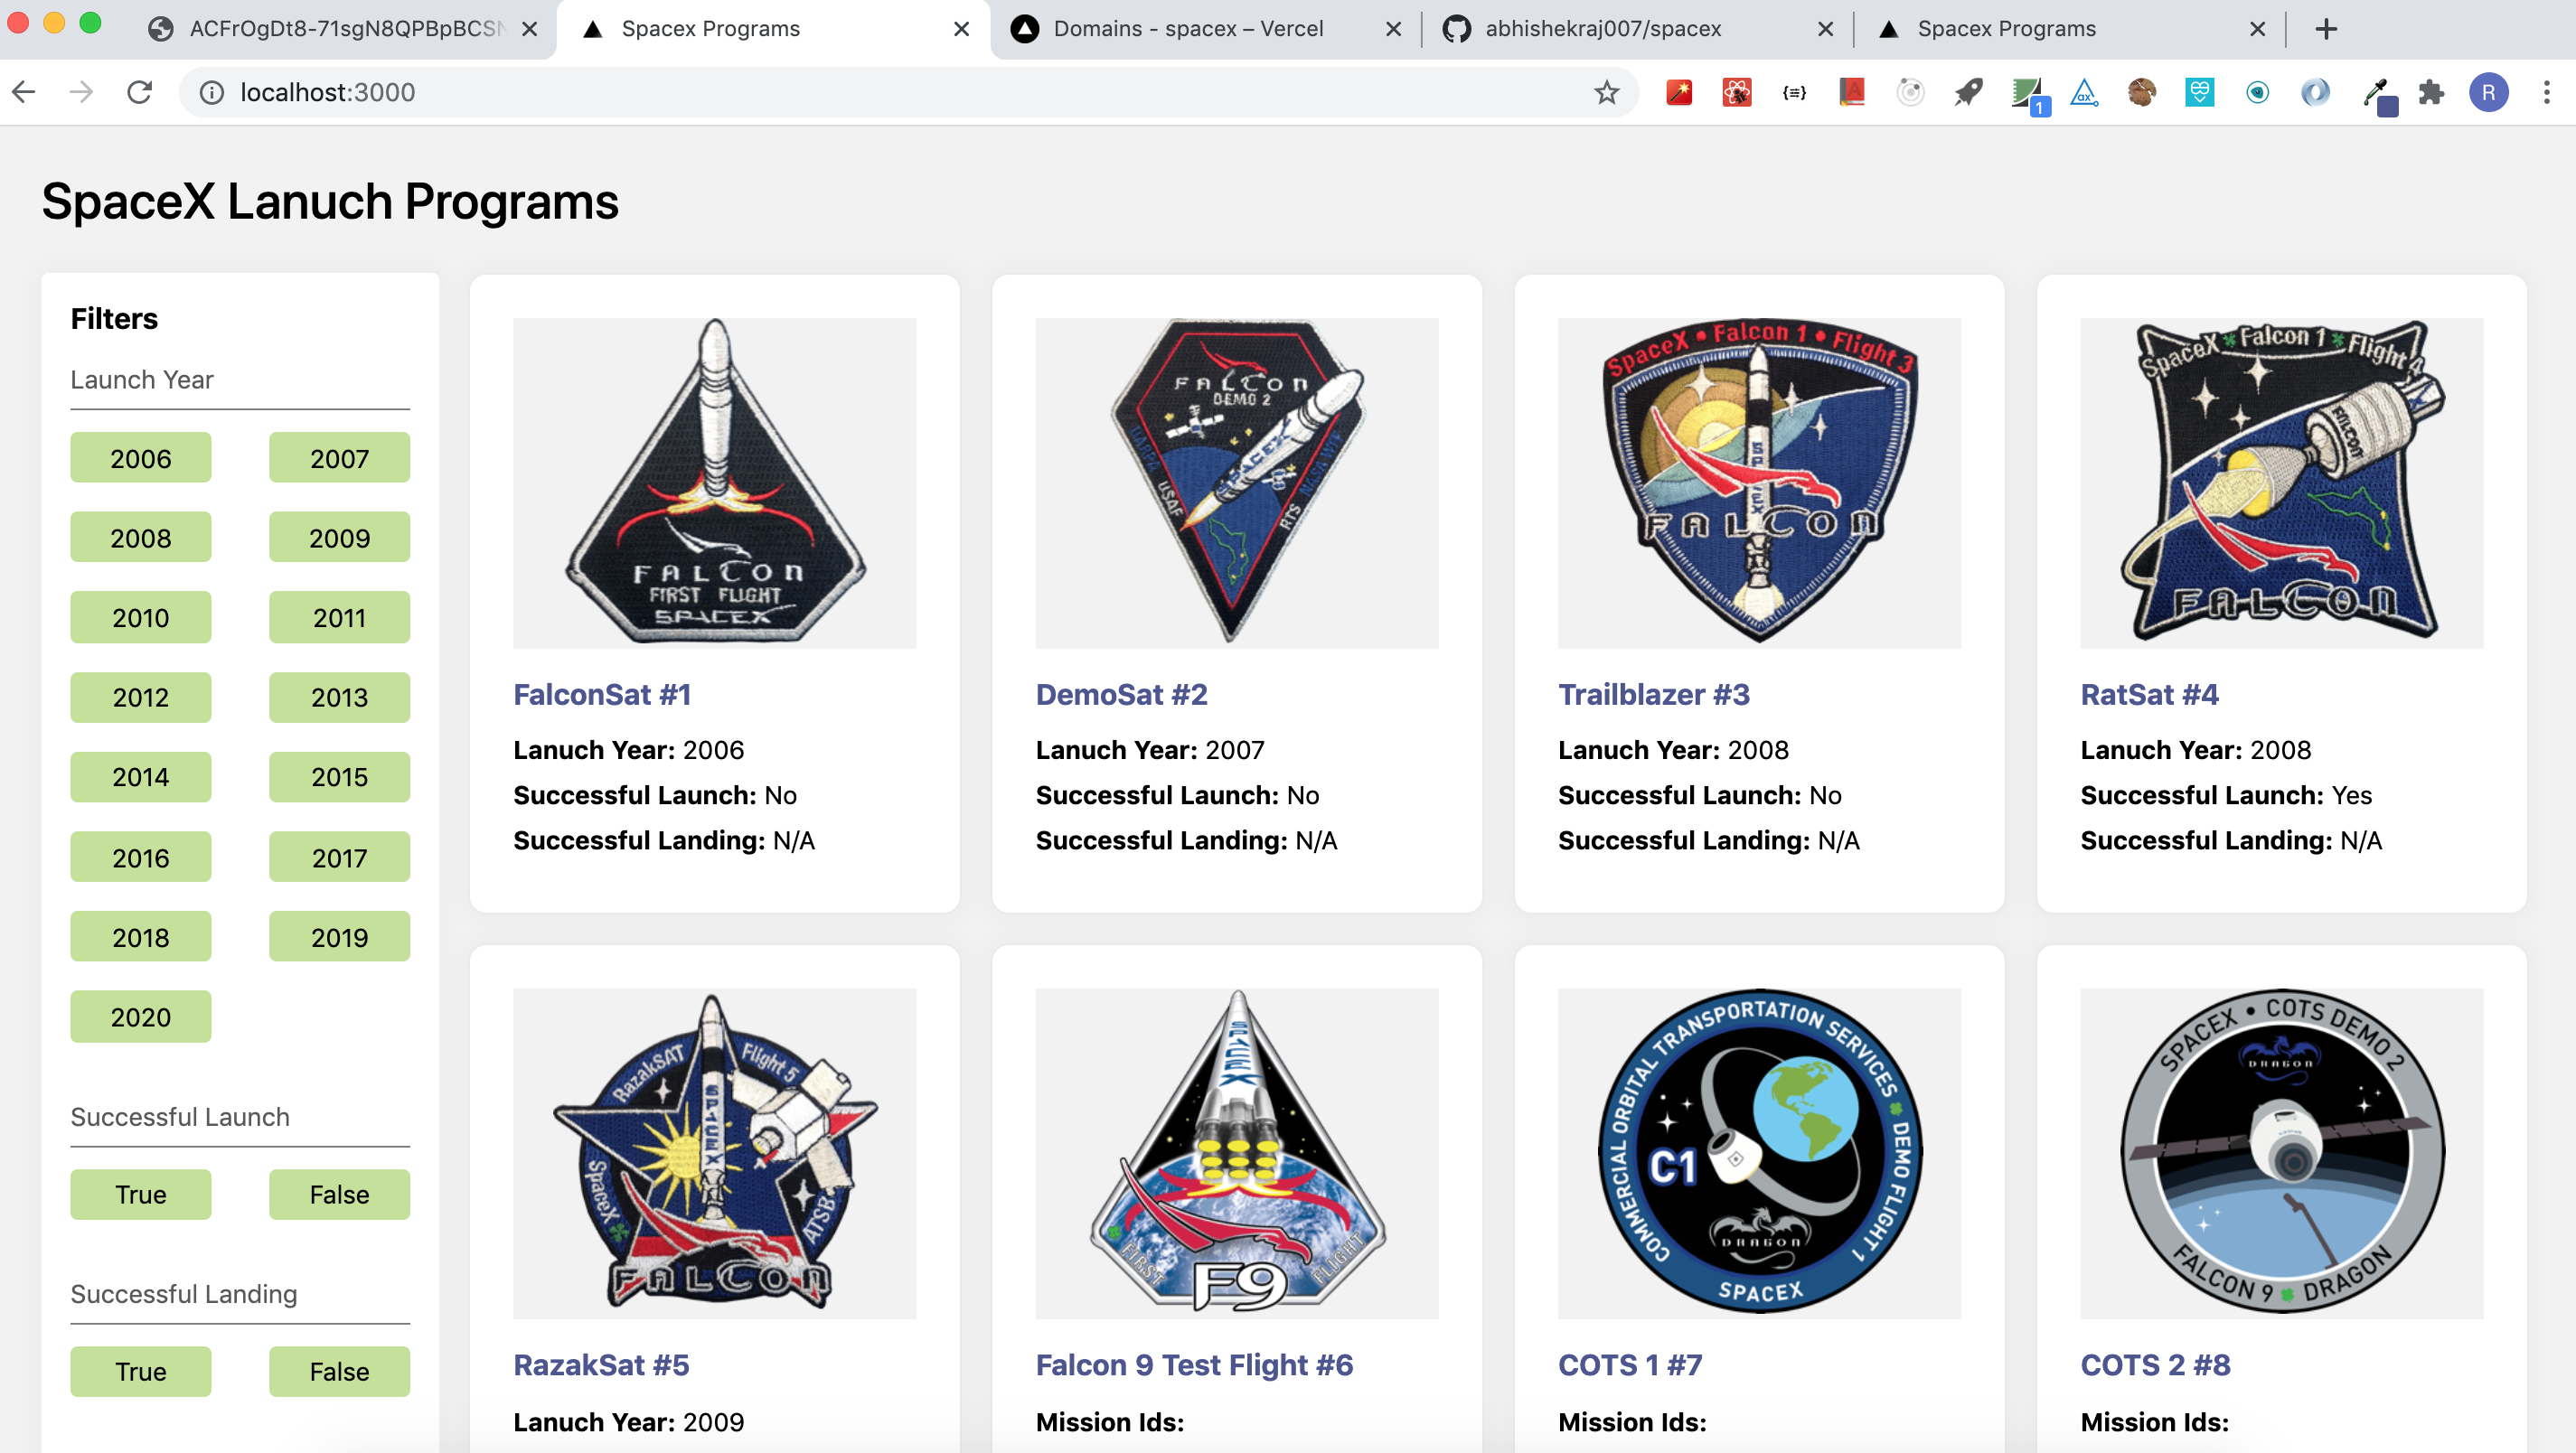 ACFrOgDt8-71sgN8QPBpBCSN
Spacex Programs
Domains - spacex – Vercel
abhishekraj007/spacex
Spacex Programs
localhost:3000
1
R
SpaceX Lanuch Programs
Filters
Launch Year
2006 2007
2008 2009
2010 2011
2012 2013
2014 2015
2016 2017
2018 2019
2020
Successful Launch
True False
Successful Landing
True False
FALCON
FIRST FLIGHT
SPACEX
FalconSat #1
Lanuch Year: 2006
Successful Launch: No
Successful Landing: N/A
FALCON
DEMO 2
SPACEX
USAF
RTS
DemoSat #2
Lanuch Year: 2007
Successful Launch: No
Successful Landing: N/A
SpaceX • Falcon 1 • Flight 3
FALCON
Trailblazer #3
Lanuch Year: 2008
Successful Launch: No
Successful Landing: N/A
SpaceX Falcon 1 Flight 4
FALCON
FALCON
RatSat #4
Lanuch Year: 2008
Successful Launch: Yes
Successful Landing: N/A
RazakSAT Flight 5
SPACEX
SpaceX
ATSB
FALCON
RazakSat #5
Lanuch Year: 2009
SPACEX
FIRST FLIGHT
F9
Falcon 9 Test Flight #6
Mission Ids:
COMMERCIAL ORBITAL TRANSPORTATION SERVICES DEMO FLIGHT 1
C1
DRAGON
SPACEX
COTS 1 #7
Mission Ids:
SPACEX • COTS DEMO 2
DRAGON
FALCON 9 DRAGON
COTS 2 #8
Mission Ids: